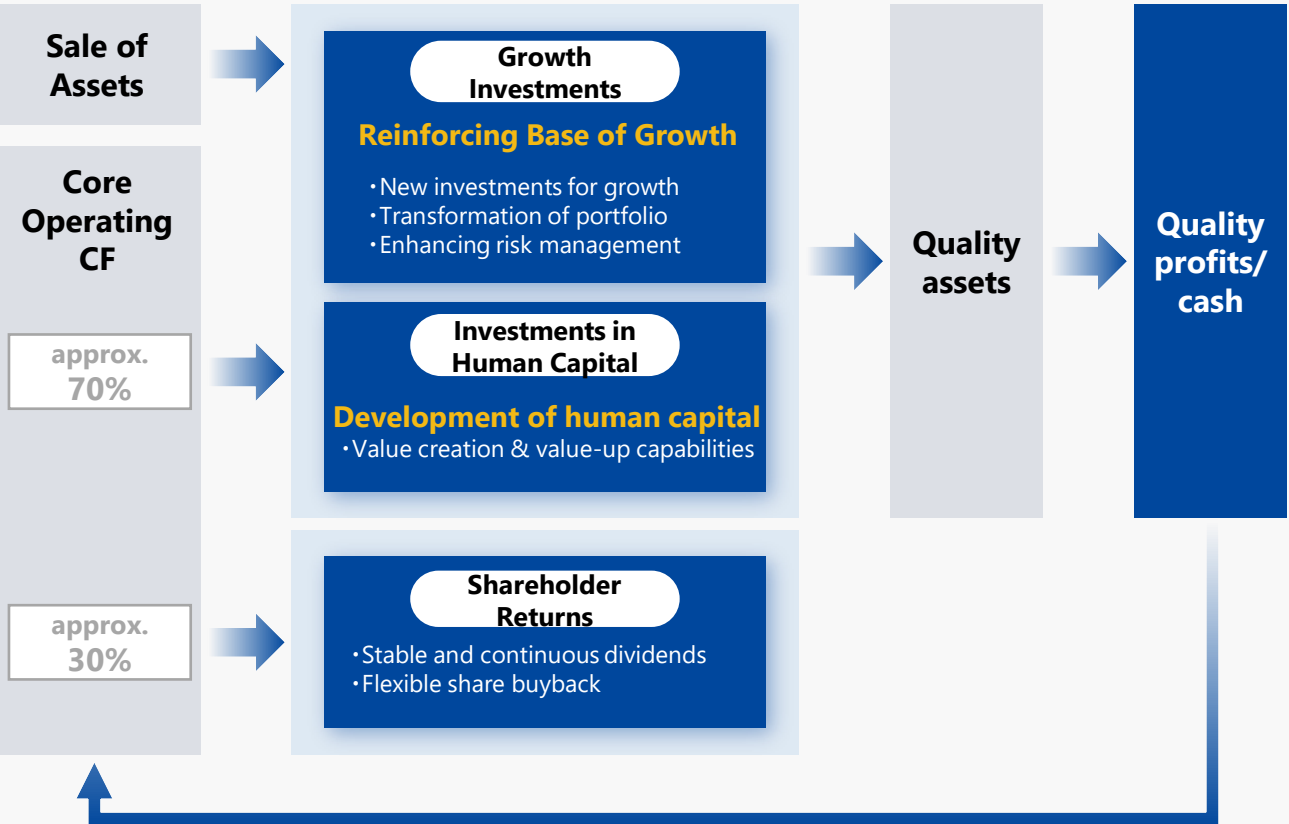 Sale of
Assets
Core
Operating
CF
approx.
70%
approx.
30%
Growth
Investments
Reinforcing Base of Growth
・New investments for growth
・Transformation of portfolio
・Enhancing risk management
Investments in
Human Capital
Development of human capital
・Value creation & value-up capabilities
Shareholder
Returns
・Stable and continuous dividends
・Flexible share buyback
Quality
assets
Quality
profits/
cash